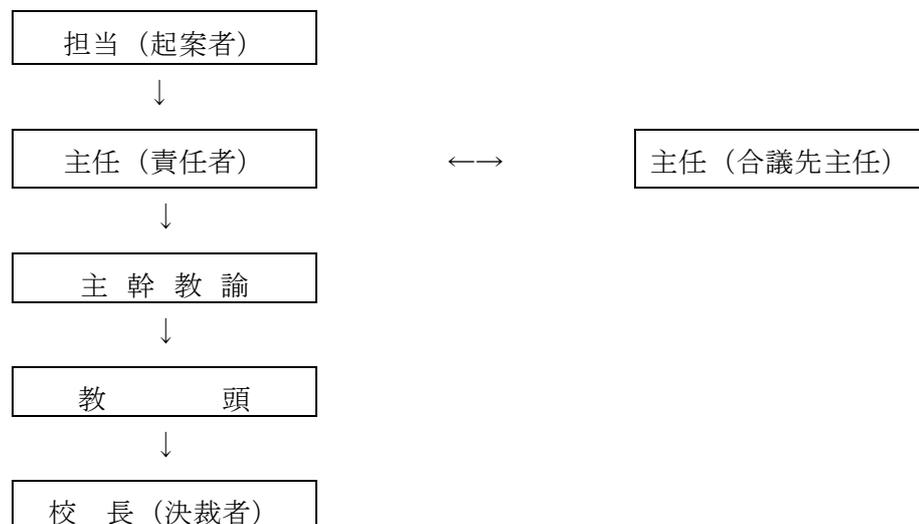 担当（起案者）
↓
主任（責任者） ←→ 主任（合議先主任）
↓
主 幹 教 諭
↓
教 頭
↓
校 長（決裁者）